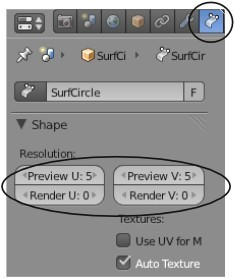 SurfCi SurfCir
SurfCircle F
Shape
Resolution:
Preview U: 5 Preview V: 5
Render U: 0 Render V: 0
Textures:
Use UV for M
Auto Texture